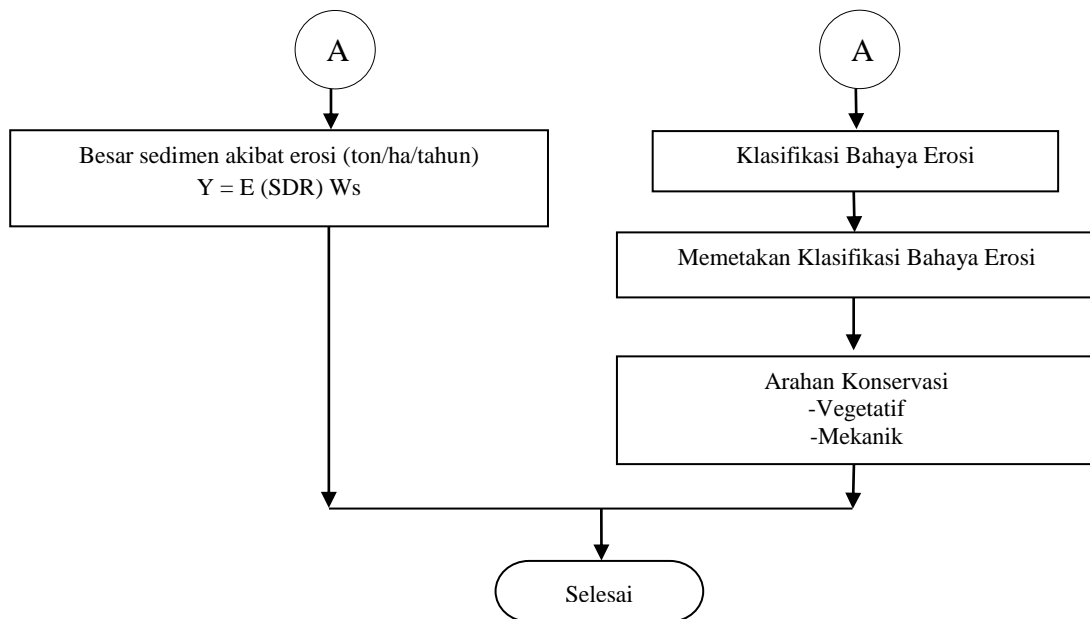 A
A
Besar sedimen akibat erosi (ton/ha/tahun)
Y = E (SDR) Ws
Klasifikasi Bahaya Erosi
Memetakan Klasifikasi Bahaya Erosi
Arahan Konservasi
-Vegetatif
-Mekanik
Selesai